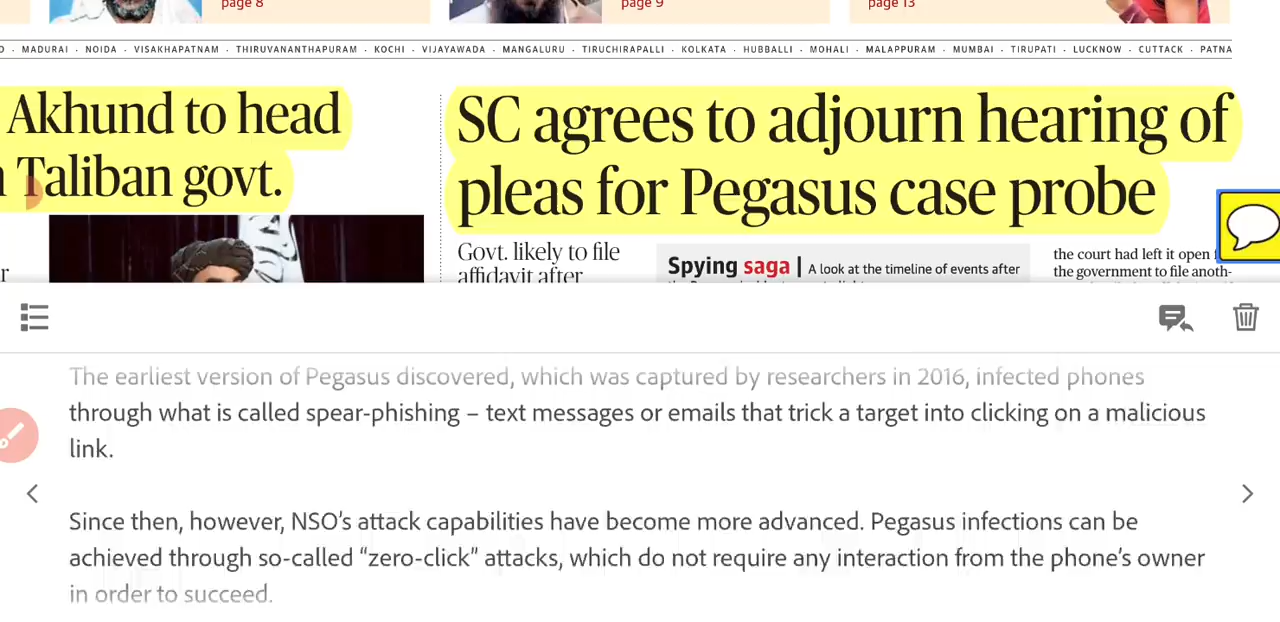 page 8
page 9
page 13
MADURAI · NOIDA · VISAKHAPATNAM · THIRUVANANTHAPURAM · KOCHI · VIJAYAWADA · MANGALURU · TIRUCHIRAPALLI · KOLKATA · HUBBALLI · MOHALI · MALAPPURAM · MUMBAI · TIRUPATI · LUCKNOW · CUTTACK · PATNA
Akhund to head
Taliban govt.
SC agrees to adjourn hearing of
pleas for Pegasus case probe
Govt. likely to file
affidavit after
Spying saga | A look at the timeline of events after
the court had left it open
the government to file anoth-
The earliest version of Pegasus discovered, which was captured by researchers in 2016, infected phones
through what is called spear-phishing – text messages or emails that trick a target into clicking on a malicious
link.
Since then, however, NSO’s attack capabilities have become more advanced. Pegasus infections can be
achieved through so-called “zero-click” attacks, which do not require any interaction from the phone’s owner
in order to succeed.